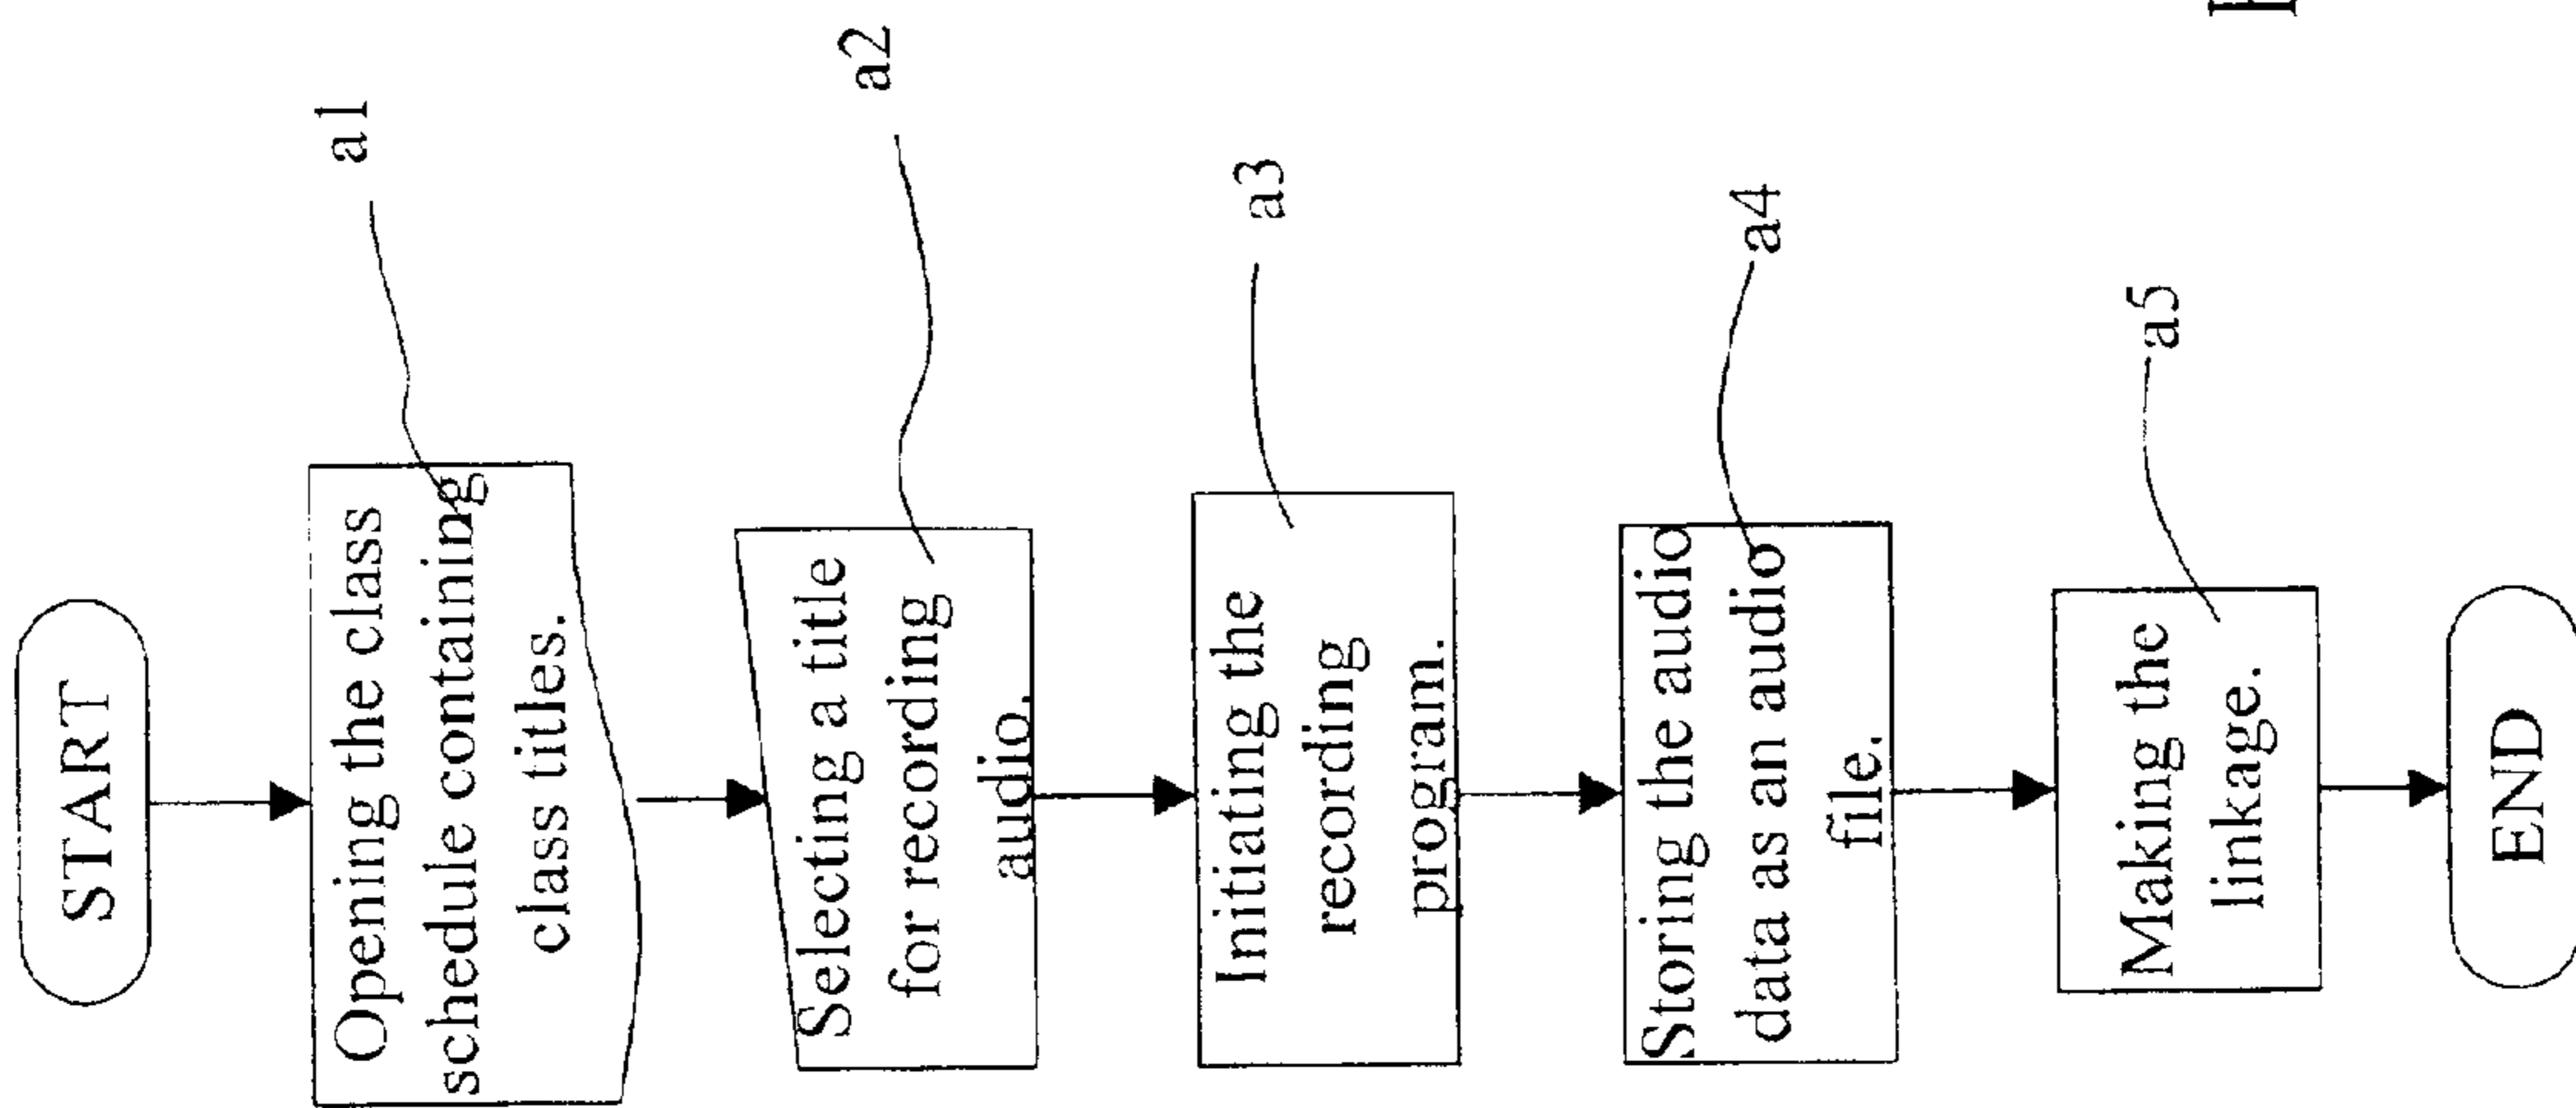 START
a1
Opening the class
schedule containing
class titles.
a2
Selecting a title
for recording
audio.
a3
Initiating the
recording
program.
a4
Storing the audio
data as an audio
file.
a5
Making the
linkage.
END